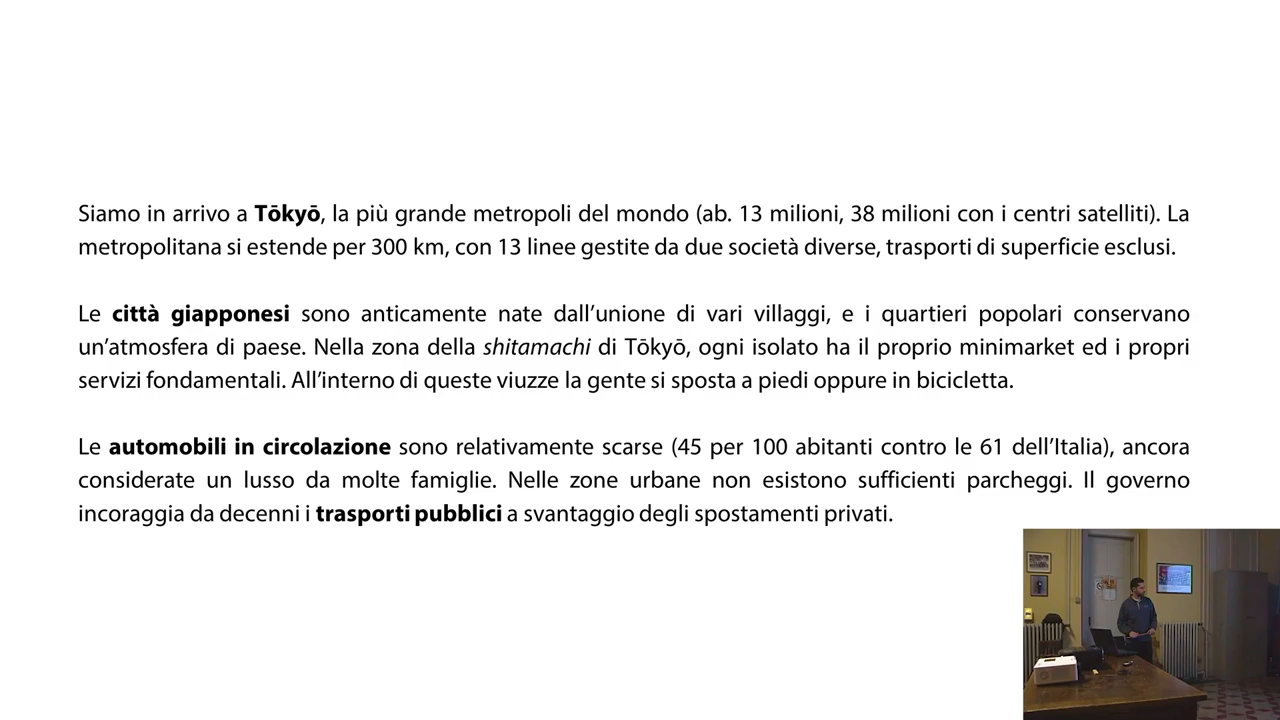 Siamo in arrivo a Tōkyō, la più grande metropoli del mondo (ab. 13 milioni, 38 milioni con i centri satelliti). La
metropolitana si estende per 300 km, con 13 linee gestite da due società diverse, trasporti di superficie esclusi.
Le città giapponesi sono anticamente nate dall’unione di vari villaggi, e i quartieri popolari conservano
un’atmosfera di paese. Nella zona della shitamachi di Tōkyō, ogni isolato ha il proprio minimarket ed i propri
servizi fondamentali. All’interno di queste viuzze la gente si sposta a piedi oppure in bicicletta.
Le automobili in circolazione sono relativamente scarse (45 per 100 abitanti contro le 61 dell’Italia), ancora
considerate un lusso da molte famiglie. Nelle zone urbane non esistono sufficienti parcheggi. Il governo
incoraggia da decenni i trasporti pubblici a svantaggio degli spostamenti privati.